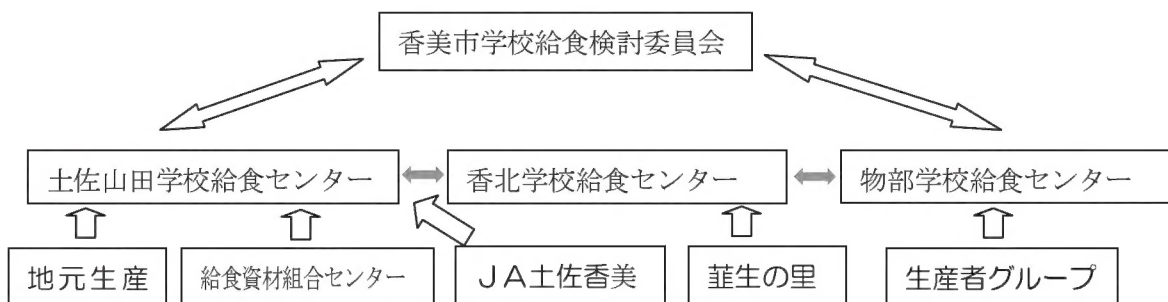 香美市学校給食検討委員会
土佐山田学校給食センター
香北学校給食センター
物部学校給食センター
地元生産
給食資材組合センター
JA土佐香美
韮生の里
生産者グループ